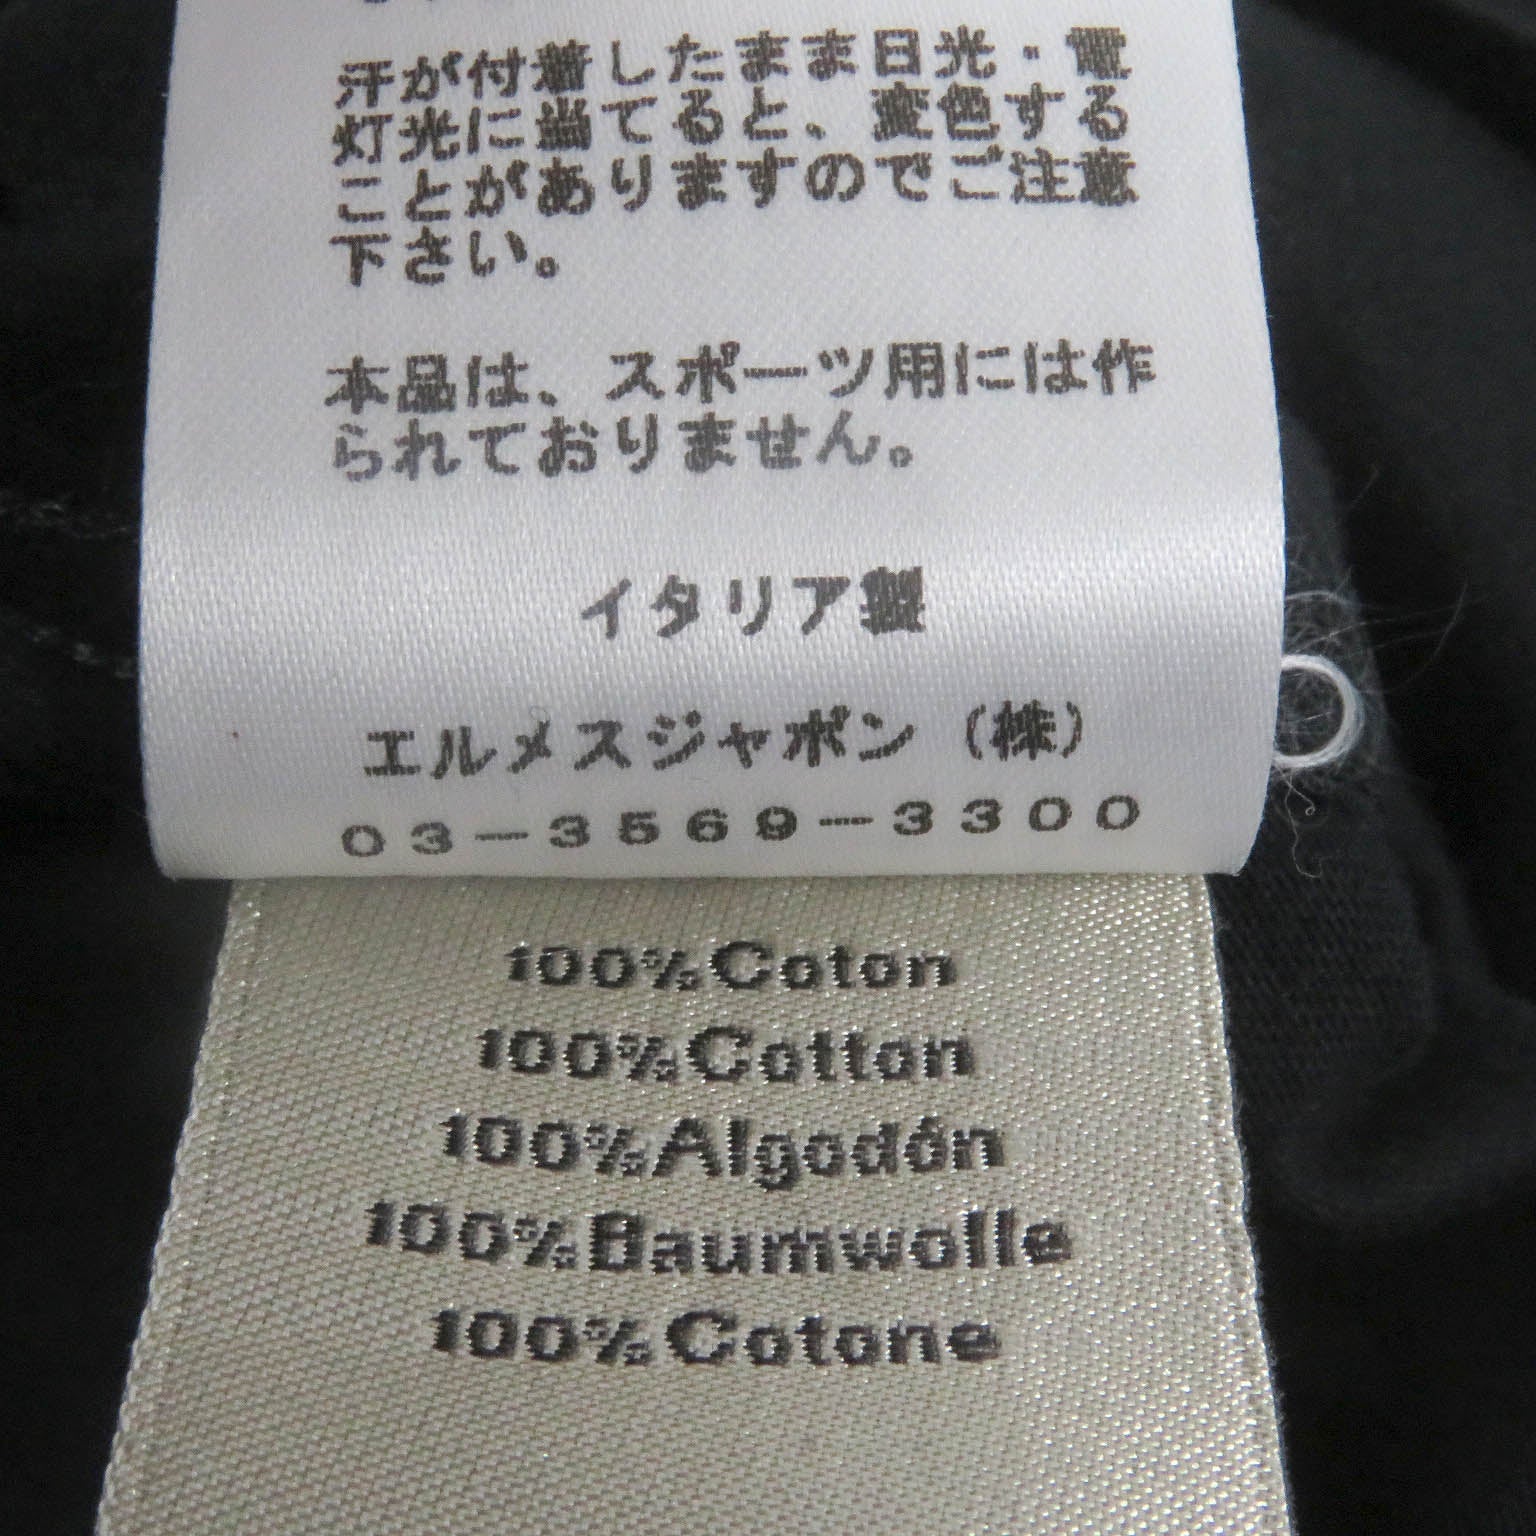 汗が付着したまま日光・電
灯光に当てると、変色する
ことがありますのでご注意
下さい。
本品は、スポーツ用には作
られておりません。
イタリア製
エルメスジャポン（株）
03-3569-3300
100%Coton
100%Cotton
100%Algodón
100%Baumwolle
100%Cotone